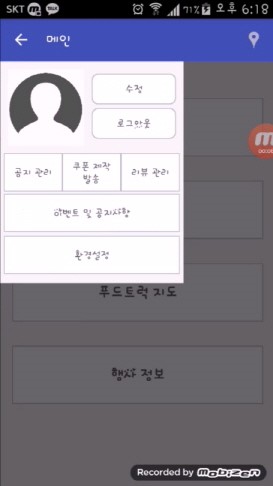 SKT 71% 오후 6:18
← 메인
수정
로그아웃
공지 관리
쿠폰 제작
발송
리뷰 관리
이벤트 및 공지사항
환경설정
푸드트럭 지도
행사 정보
Recorded by mobizen